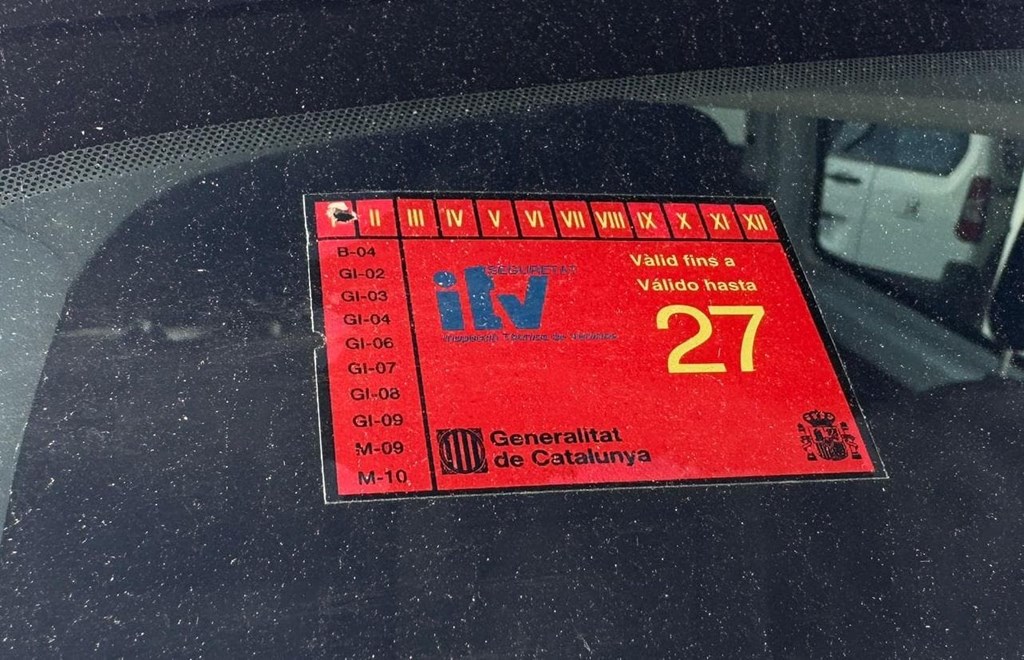 II III IV V VI VII VIII IX X XI XII
B-04
GI-02
GI-03
GI-04
GI-06
GI-07
GI-08
GI-09
M-09
M-10
SEGURETAT
itv
Vàlid fins a
Válido hasta
27
Generalitat
de Catalunya